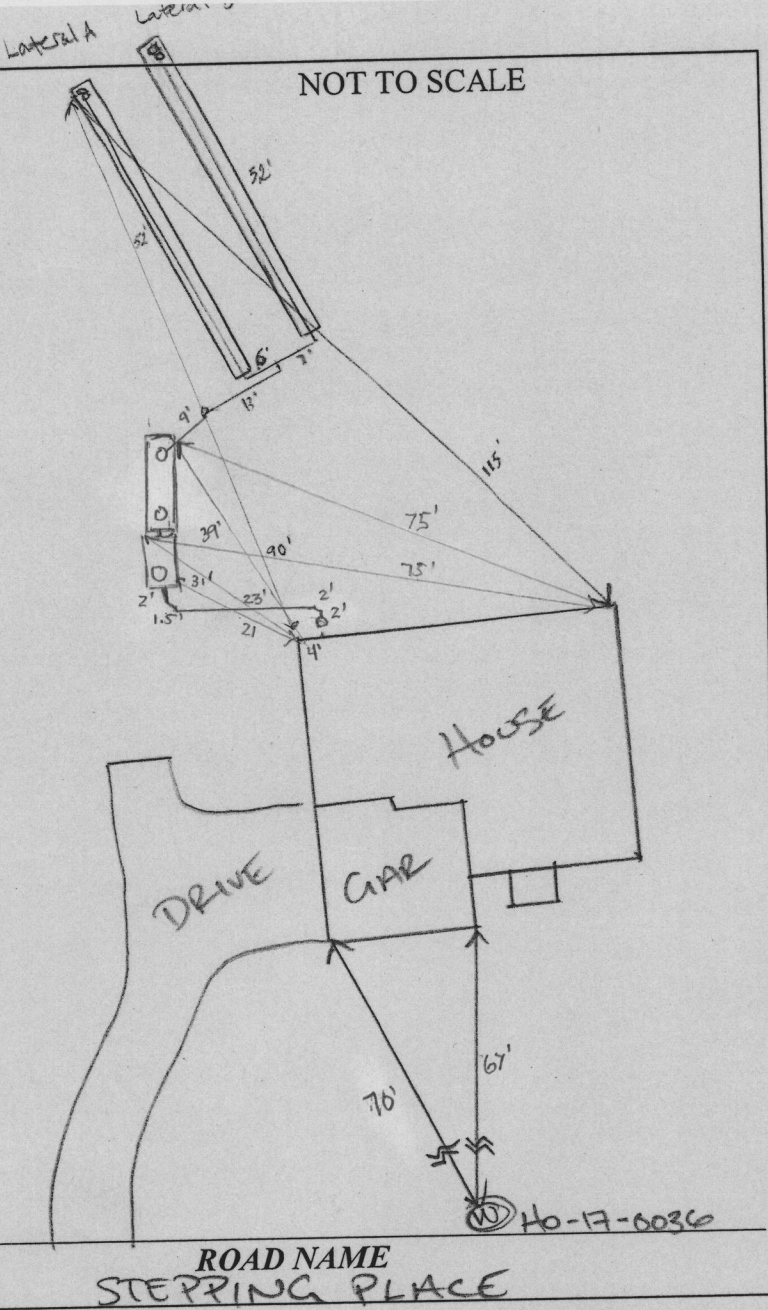 Lateral A
NOT TO SCALE
52'
52'
6'
7'
13'
9'
115'
75'
39'
90'
75'
31'
2'
23'
2'
1.5'
2'
21
4'
HOUSE
DRIVE
GAR
67'
70'
W
HO-17-0036
ROAD NAME
STEPPING PLACE